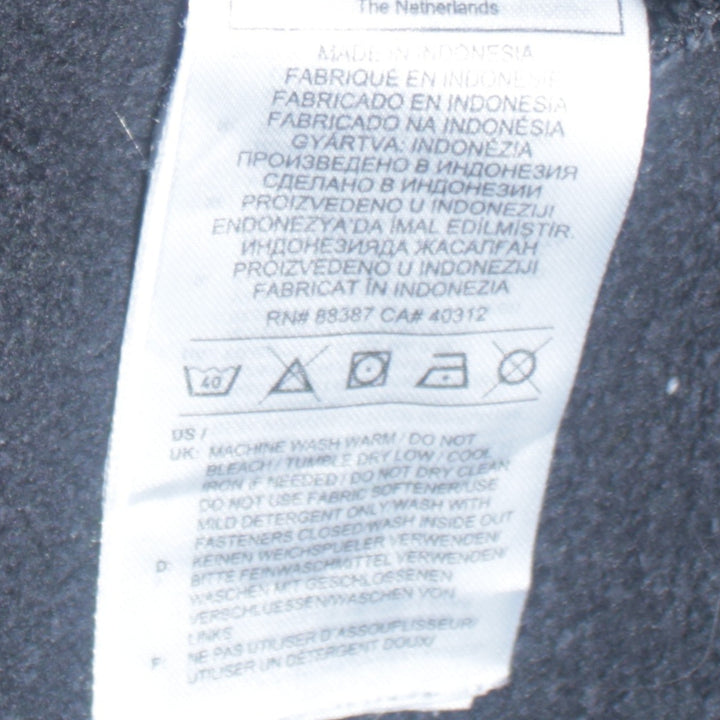 The Netherlands
MADE IN INDONESIA
FABRIQUÉ EN INDONÉSIE
FABRICADO EN INDONESIA
FABRICADO NA INDONÉSIA
GYÁRTVA: INDONÉZIA
ПРОИЗВЕДЕНО В ИНДОНЕЗИЯ
СДЕЛАНО В ИНДОНЕЗИИ
PROIZVEDENO U INDONEZIJI
ENDONEZYA'DA İMAL EDİLMİŞTİR.
ИНДОНЕЗИЯДА ЖАСАЛҒАН
PROIZVEDENO U INDONEZIJI
FABRICAT ÎN INDONEZIA
RN# 88387 CA# 40312
40
US /
UK: MACHINE WASH WARM / DO NOT
BLEACH / TUMBLE DRY LOW / COOL
IRON IF NEEDED / DO NOT DRY CLEAN
DO NOT USE FABRIC SOFTENER/USE
MILD DETERGENT ONLY/WASH WITH
FASTENERS CLOSED/WASH INSIDE OUT
D: KEINEN WEICHSPUELER VERWENDEN/
BITTE FEINWASCHMITTEL VERWENDEN/
WASCHEN MIT GESCHLOSSENEN
VERSCHLUESSEN/WASCHEN VON
LINKS
F: NE PAS UTILISER D'ASSOUPLISSEUR/
UTILISER UN DÉTERGENT DOUX/